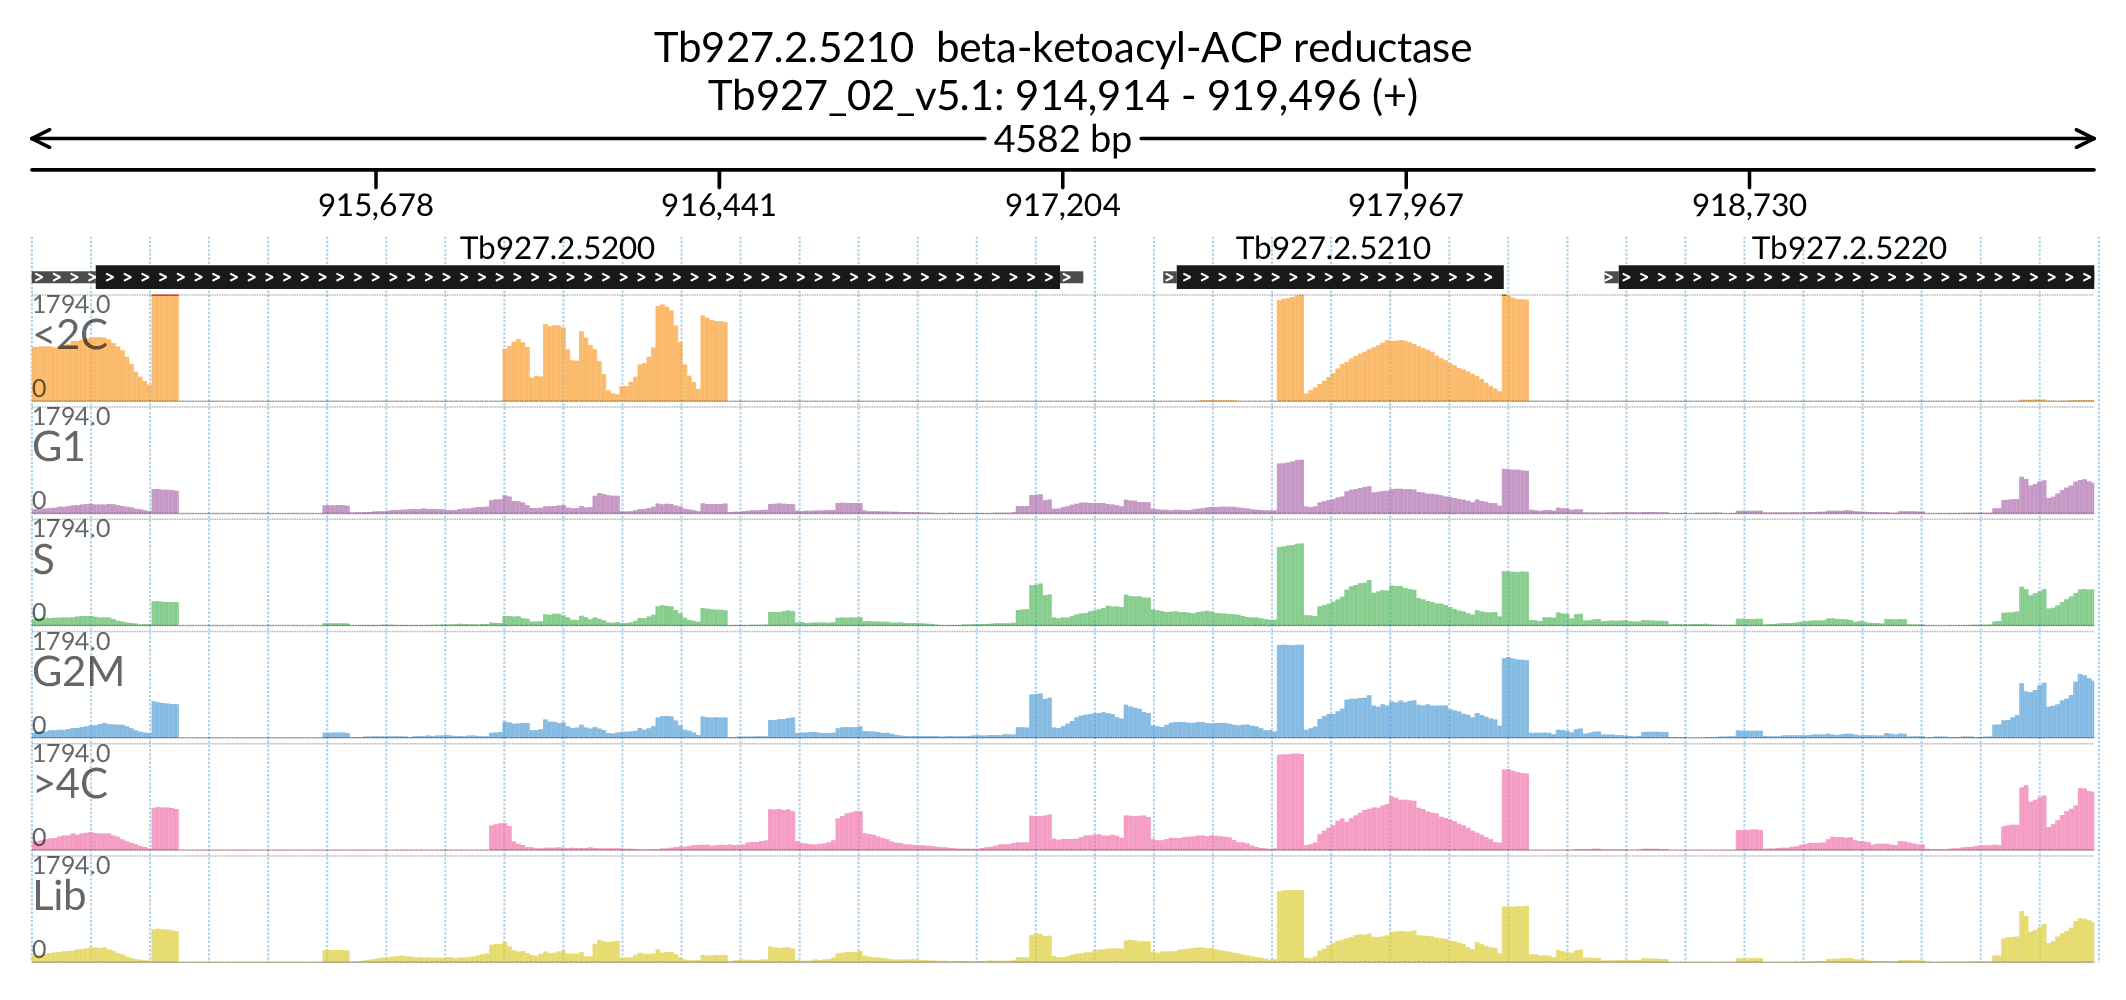 Tb927.2.5210 beta-ketoacyl-ACP reductase
Tb927_02_v5.1: 914,914 - 919,496 (+)
4582 bp
915,678 916,441 917,204 917,967 918,730
Tb927.2.5200 Tb927.2.5210 Tb927.2.5220
1794.0
<2C
0
1794.0
G1
0
1794.0
S
0
1794.0
G2M
0
1794.0
>4C
0
1794.0
Lib
0